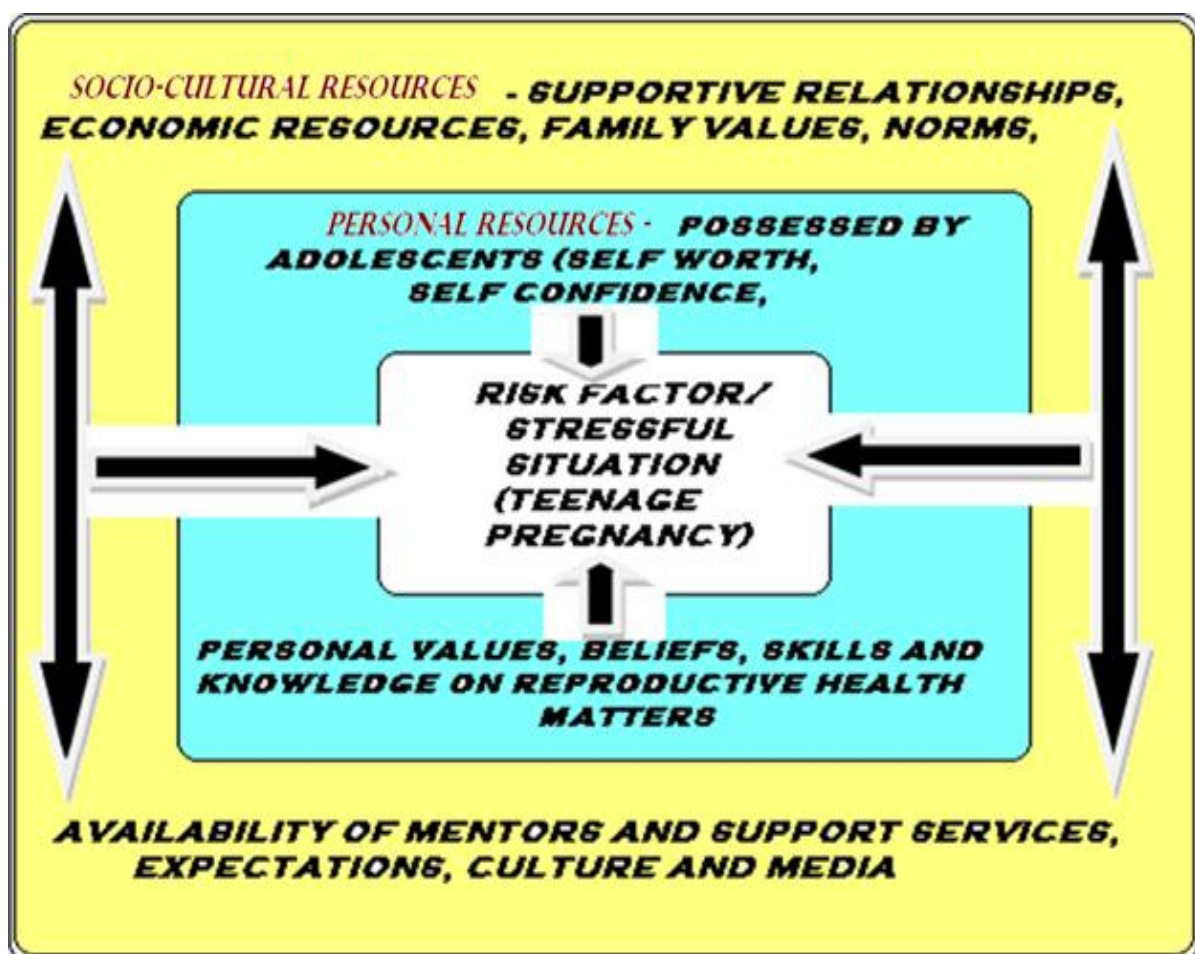 SOCIO-CULTURAL RESOURCES - SUPPORTIVE RELATIONSHIPS,
ECONOMIC RESOURCES, FAMILY VALUES, NORMS,
PERSONAL RESOURCES - POSSESSED BY
ADOLESCENTS (SELF WORTH,
SELF CONFIDENCE,
RISK FACTOR/
STRESSFUL
SITUATION
(TEENAGE
PREGNANCY)
PERSONAL VALUES, BELIEFS, SKILLS AND
KNOWLEDGE ON REPRODUCTIVE HEALTH
MATTERS
AVAILABILITY OF MENTORS AND SUPPORT SERVICES,
EXPECTATIONS, CULTURE AND MEDIA